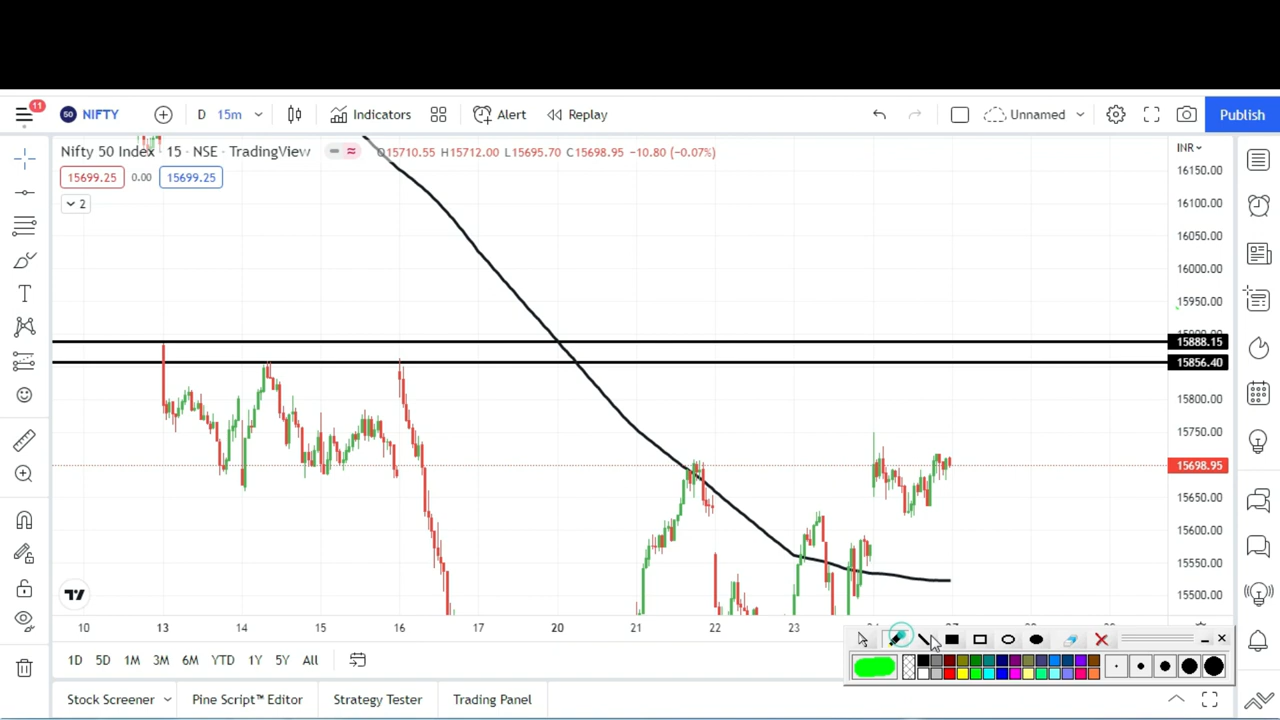 11
50 NIFTY D 15m Indicators Alert Replay Unnamed Publish
Nifty 50 Index · 15 · NSE · TradingView O15710.55 H15712.00 L15695.70 C15698.95 −10.80 (−0.07%)
INR
15699.25 0.00 15699.25
2
16150.00
16100.00
16050.00
16000.00
15950.00
15900.00
15888.15
15856.40
15800.00
15750.00
15698.95
15650.00
15600.00
15550.00
15500.00
10 13 14 15 16 17 20 21 22 23
1D 5D 1M 3M 6M YTD 1Y 5Y All
Stock Screener Pine Script™ Editor Strategy Tester Trading Panel